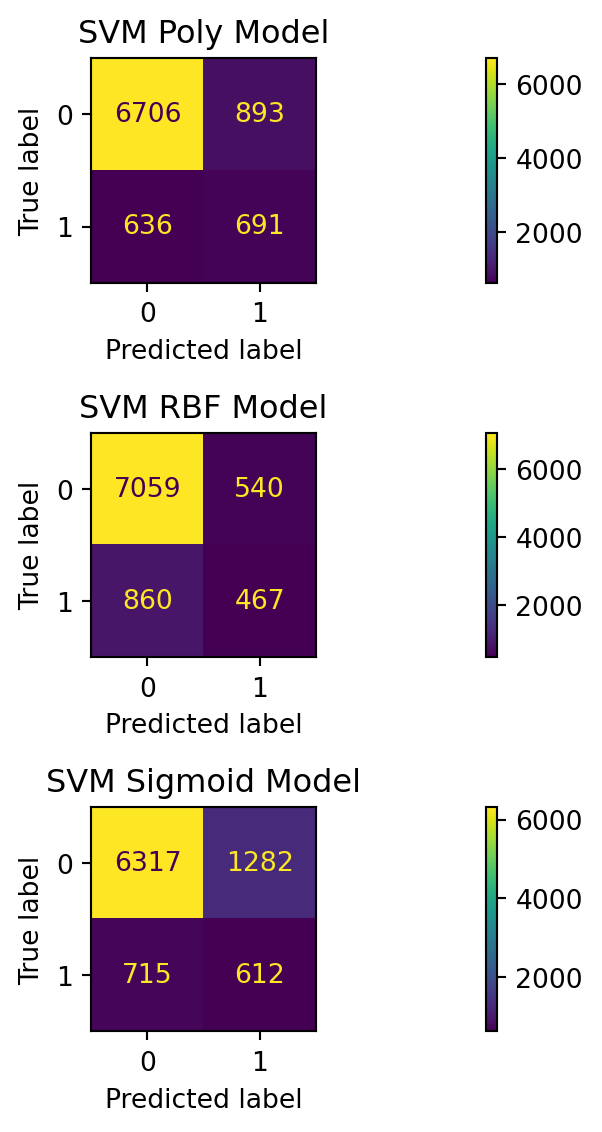 SVM Poly Model
True label
0
6706 893
1
636 691
0 1
Predicted label
6000
4000
2000
SVM RBF Model
True label
0
7059 540
1
860 467
0 1
Predicted label
6000
4000
2000
SVM Sigmoid Model
True label
0
6317 1282
1
715 612
0 1
Predicted label
6000
4000
2000